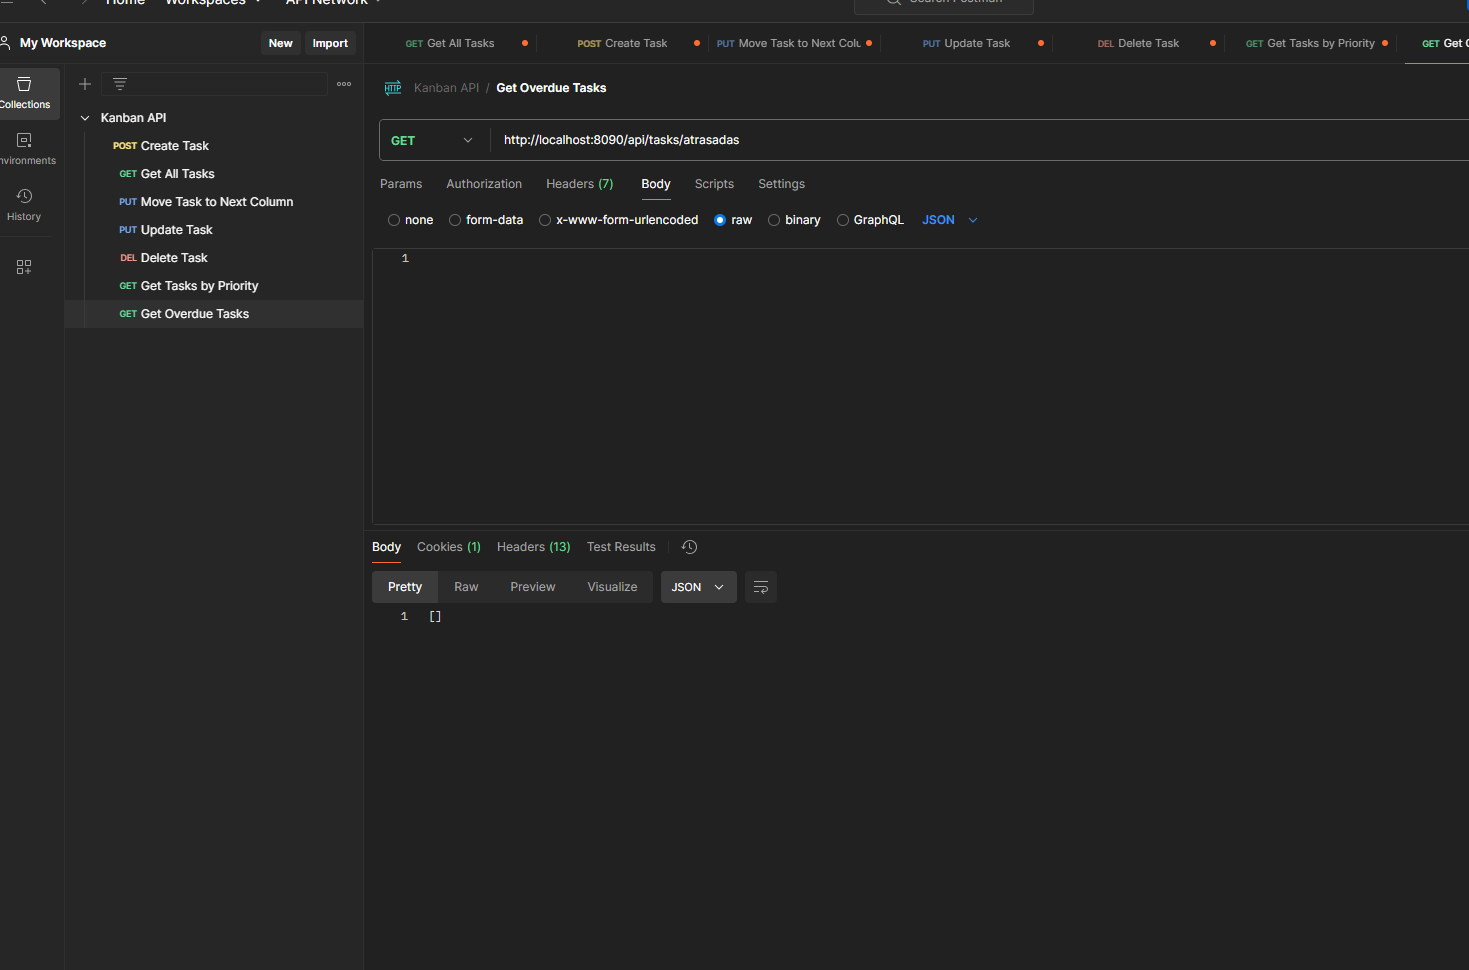 Home Workspaces API Network Search Postman
My Workspace New Import
GET Get All Tasks POST Create Task PUT Move Task to Next Colu PUT Update Task DEL Delete Task GET Get Tasks by Priority GET Get
Collections
Environments
History
Kanban API
POST Create Task
GET Get All Tasks
PUT Move Task to Next Column
PUT Update Task
DEL Delete Task
GET Get Tasks by Priority
GET Get Overdue Tasks
HTTP Kanban API / Get Overdue Tasks
GET http://localhost:8090/api/tasks/atrasadas
Params Authorization Headers (7) Body Scripts Settings
none form-data x-www-form-urlencoded raw binary GraphQL JSON
1
Body Cookies (1) Headers (13) Test Results
Pretty Raw Preview Visualize JSON
1 []